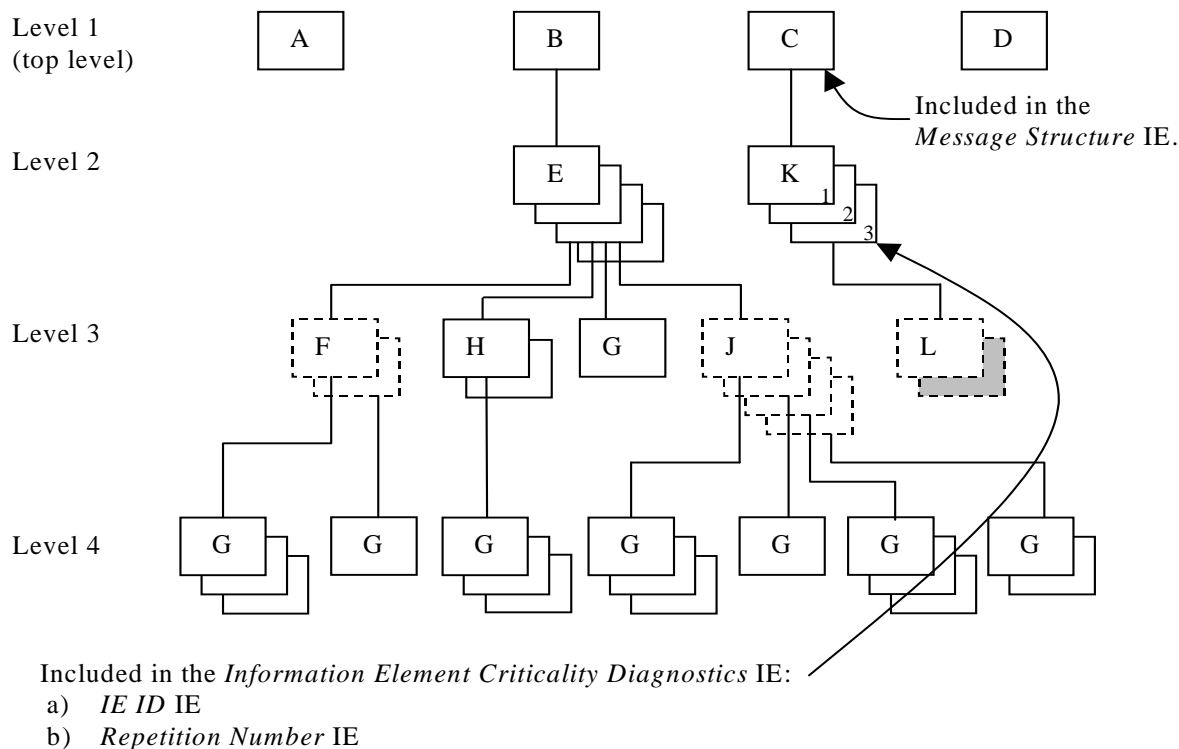 Level 1
(top level)
A
B
C
D
Included in the
Message Structure IE.
Level 2
E
K
1
2
3
Level 3
F
H
G
J
L
Level 4
G
G
G
G
G
G
G
Included in the Information Element Criticality Diagnostics IE:
a) IE ID IE
b) Repetition Number IE